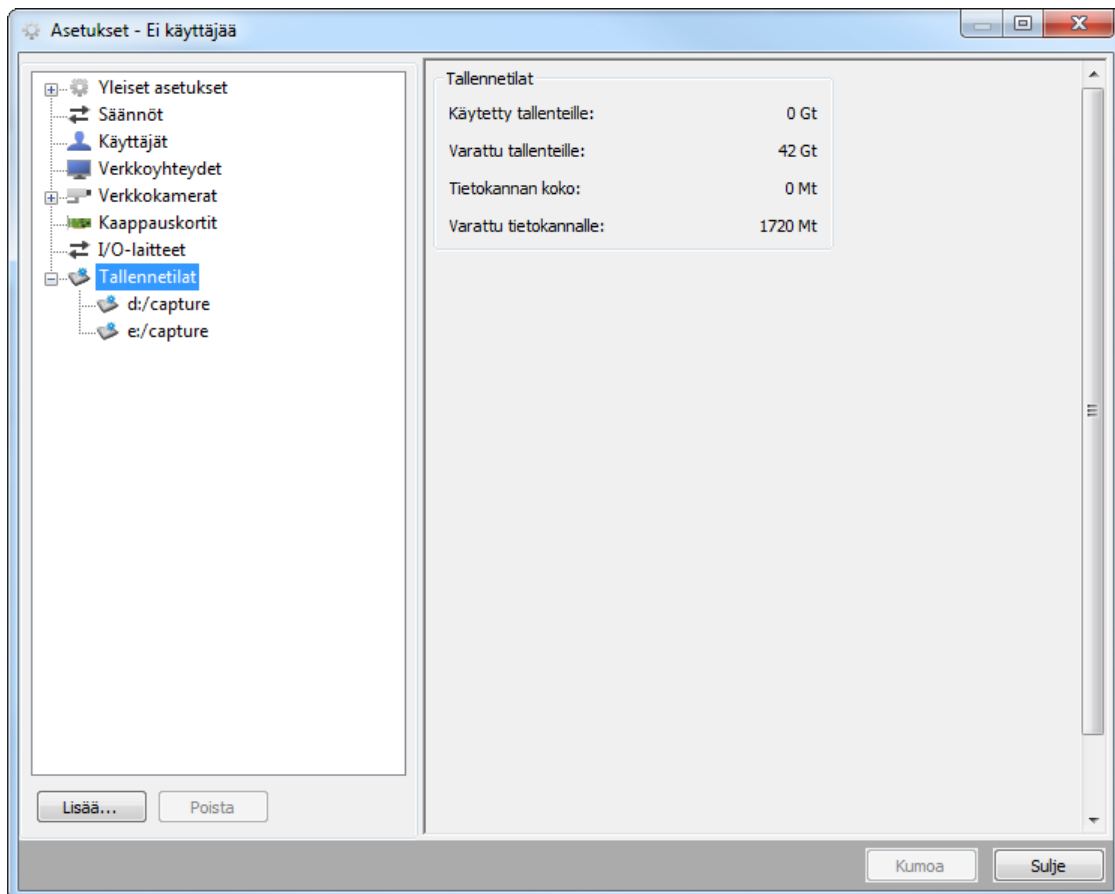 Asetukset - Ei käyttäjää
Yleiset asetukset
Säännöt
Käyttäjät
Verkkoyhteydet
Verkkokamerat
Kaappauskortit
I/O-laitteet
Tallennetilat
d:/capture
e:/capture
Lisää...
Poista
Tallennetilat
Käytetty tallenteille: 0 Gt
Varattu tallenteille: 42 Gt
Tietokannan koko: 0 Mt
Varattu tietokannalle: 1720 Mt
Kumoa
Sulje